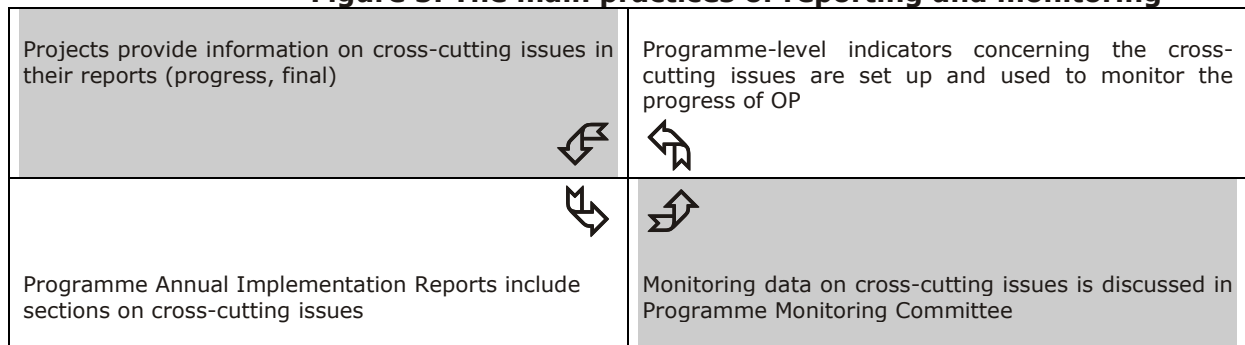 Figure 3. The main practices of reporting and monitoring
Projects provide information on cross-cutting issues in
their reports (progress, final)
Programme-level indicators concerning the cross-
cutting issues are set up and used to monitor the
progress of OP
Programme Annual Implementation Reports include
sections on cross-cutting issues
Monitoring data on cross-cutting issues is discussed in
Programme Monitoring Committee